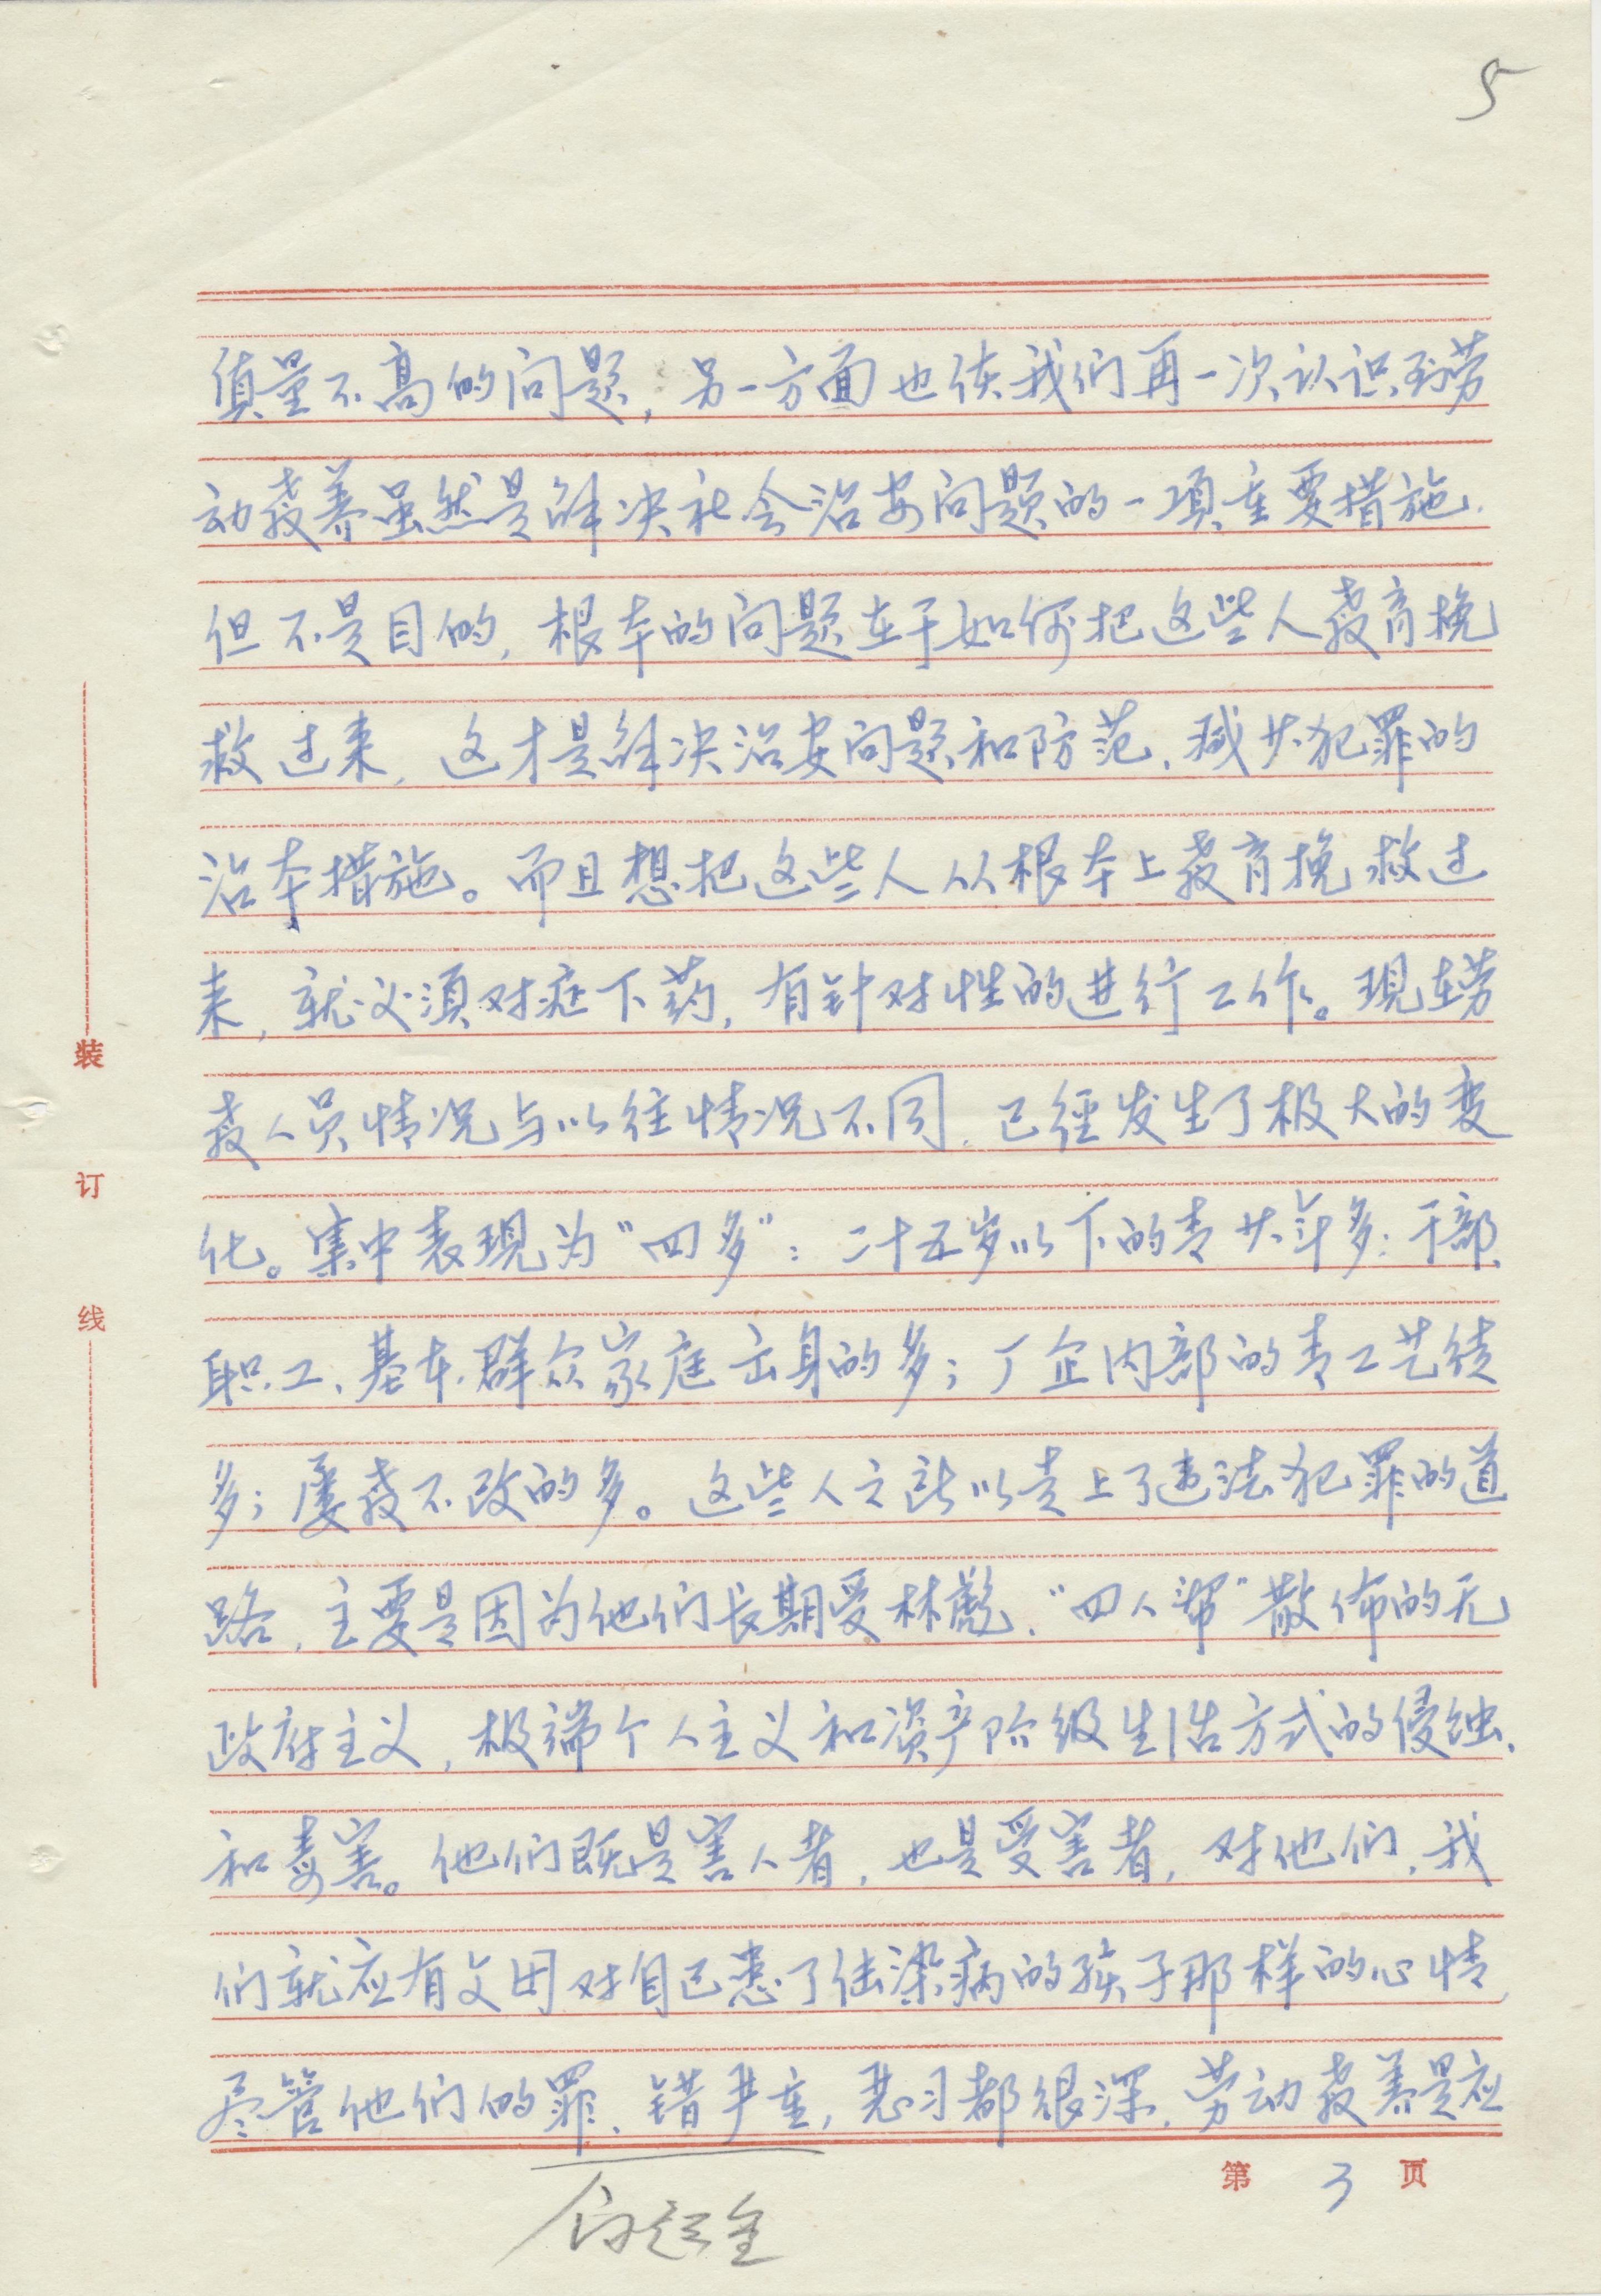 5
值量不高的问题，另一方面也使我们再一次认识到劳
动教养虽然是解决社会治安问题的一项重要措施.
但不是目的，根本的问题在于如何把这些人教育挽
救过来，这才是解决治安问题和防范、减少犯罪的
治本措施。而且想把这些人从根本上教育挽救过
来，就必须对症下药，有针对性的进行工作。现在劳
教人员情况与以往情况不同，已经发生了极大的变
化。集中表现为“四多”：二十五岁以下的青少年多；干部、
职工、基本群众家庭出身的多；厂企内部的青工艺徒
多；屡教不改的多。这些人之所以走上了违法犯罪的道
路，主要是因为他们长期受林彪、“四人帮”散佈的无
政府主义，极端个人主义和资产阶级生活方式的侵蚀、
和毒害。他们既是害人者，也是受害者，对他们，我
们就应有父母对自己患了传染病的孩子那样的心情，
尽管他们的罪、错严重，恶习都很深，劳动教养是应
装
订
线
第 3 页